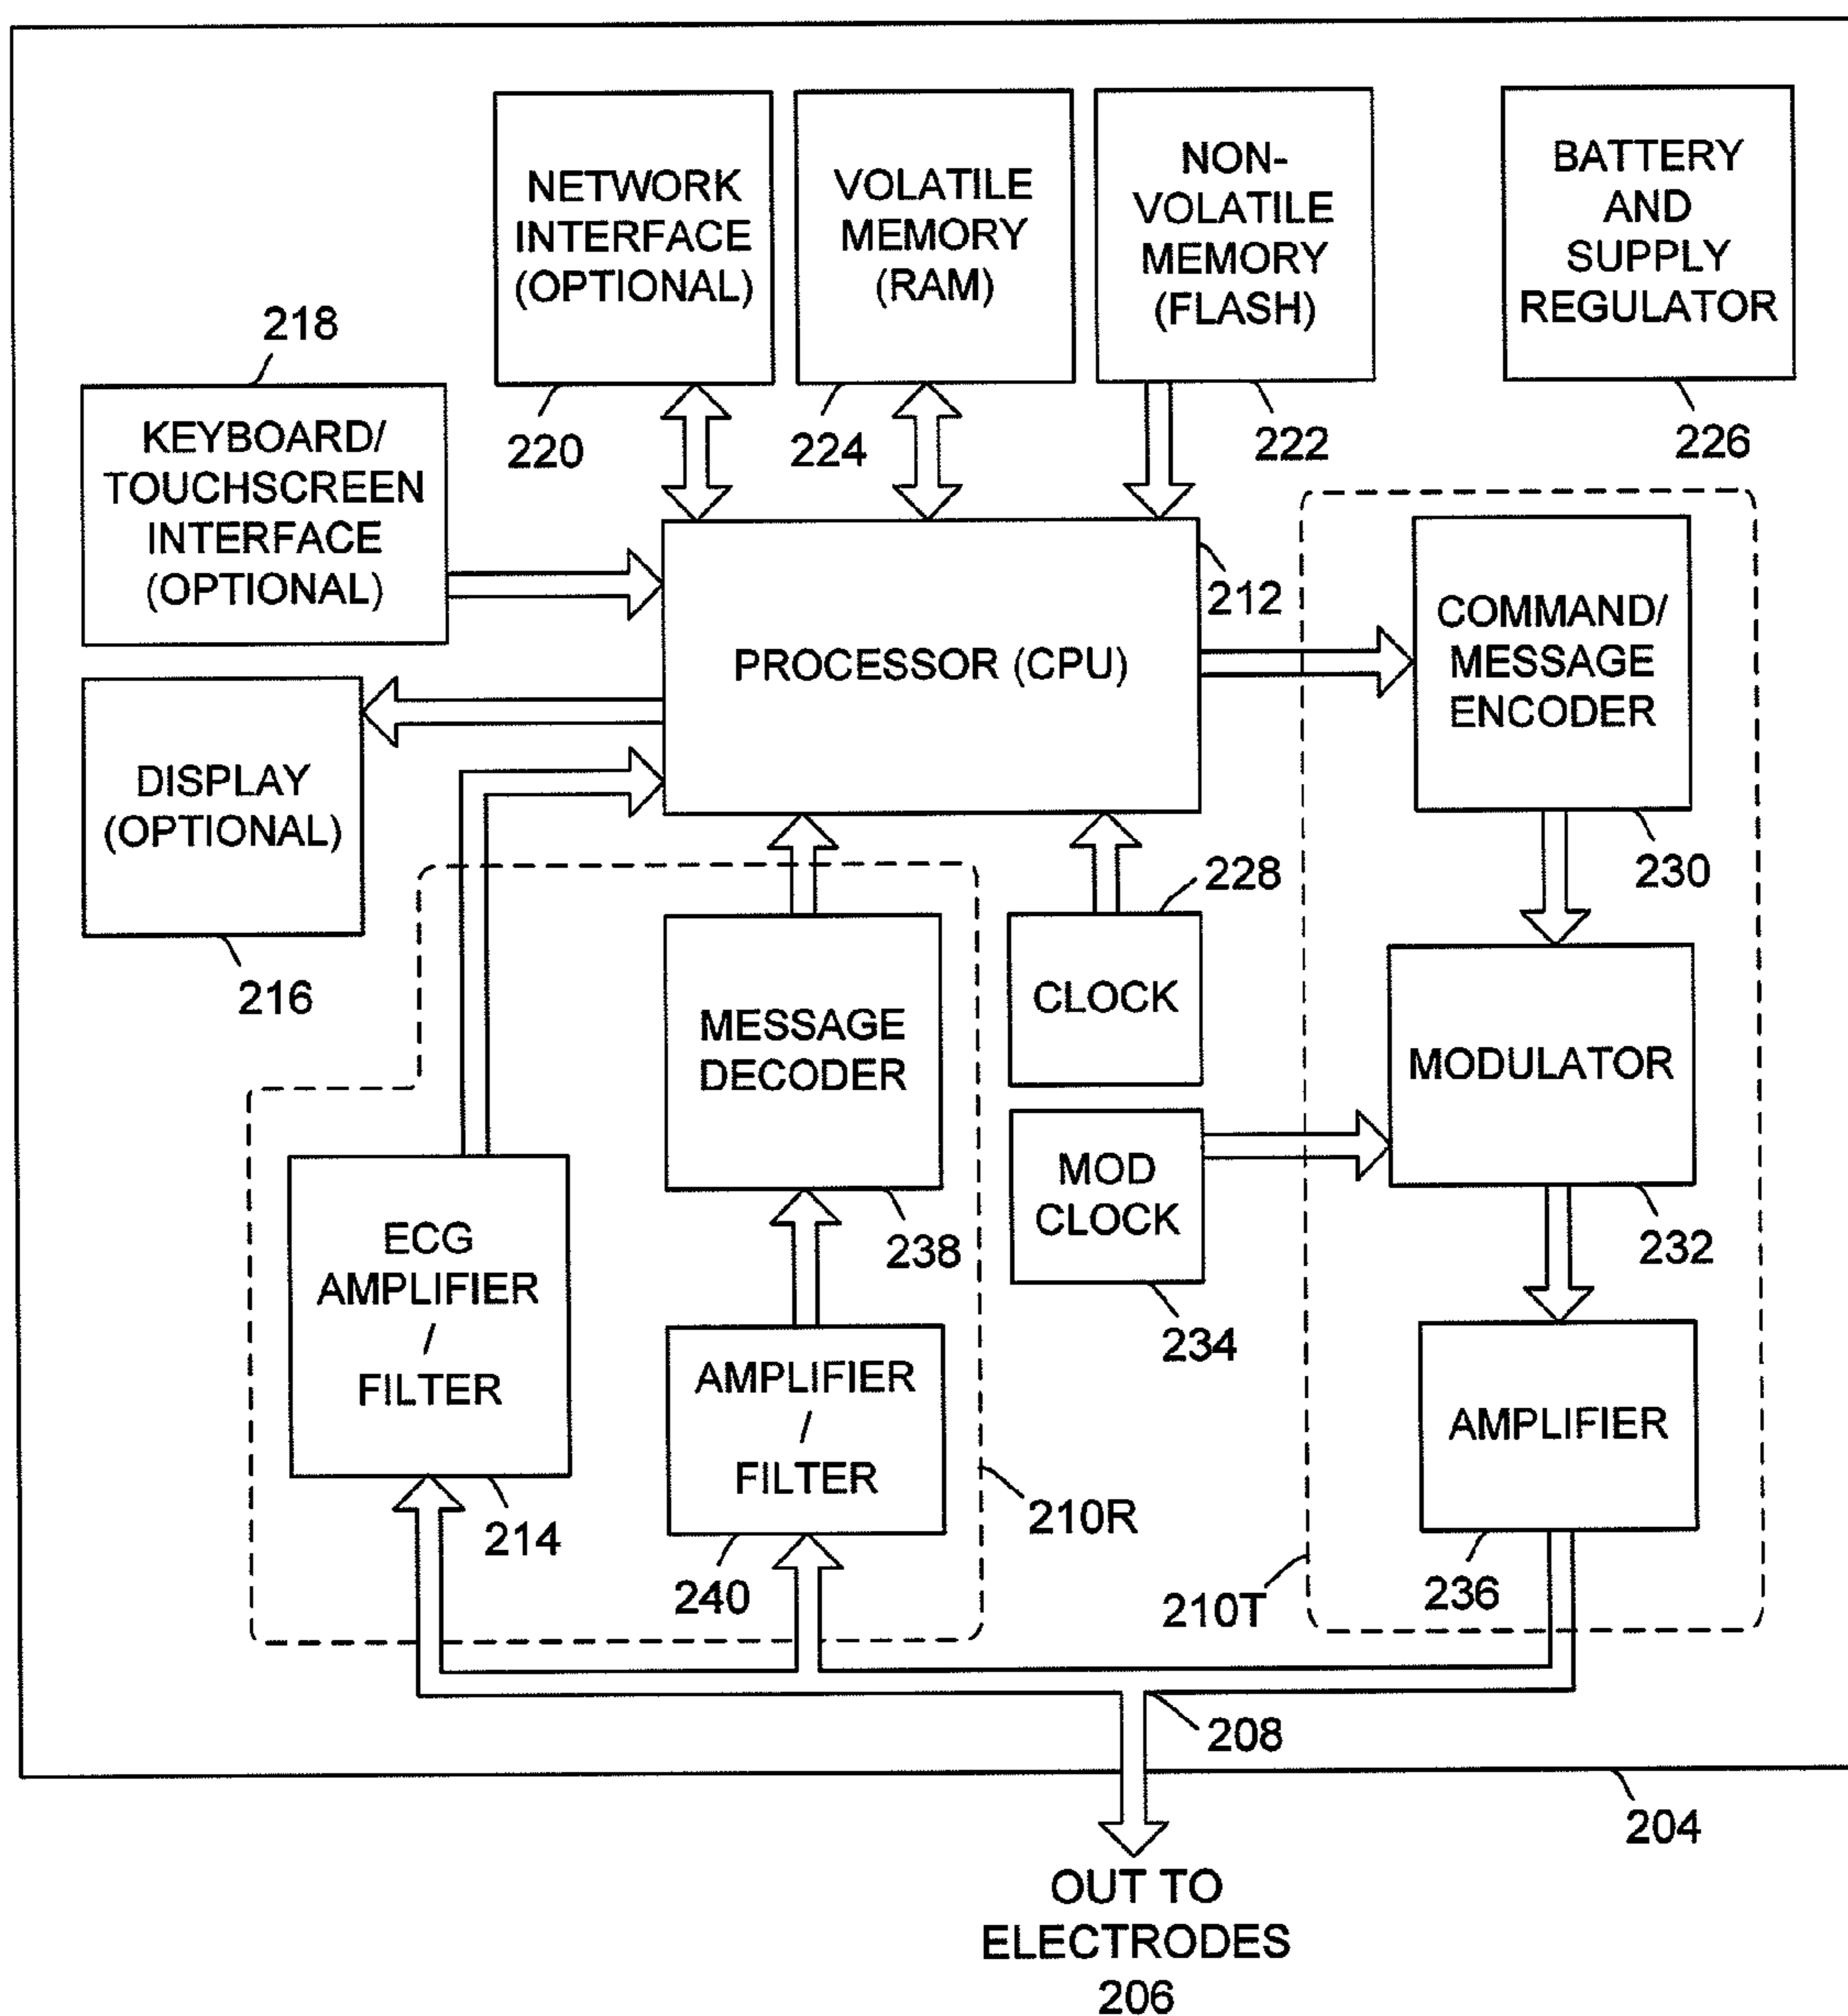 NETWORK
INTERFACE
(OPTIONAL)
220
VOLATILE
MEMORY
(RAM)
224
NON-
VOLATILE
MEMORY
(FLASH)
222
BATTERY
AND
SUPPLY
REGULATOR
226
218
KEYBOARD/
TOUCHSCREEN
INTERFACE
(OPTIONAL)
PROCESSOR (CPU)
212
COMMAND/
MESSAGE
ENCODER
230
DISPLAY
(OPTIONAL)
216
MESSAGE
DECODER
238
228
CLOCK
MOD
CLOCK
234
MODULATOR
232
ECG
AMPLIFIER
/
FILTER
214
AMPLIFIER
/
FILTER
240
210R
AMPLIFIER
236
210T
208
204
OUT TO
ELECTRODES
206